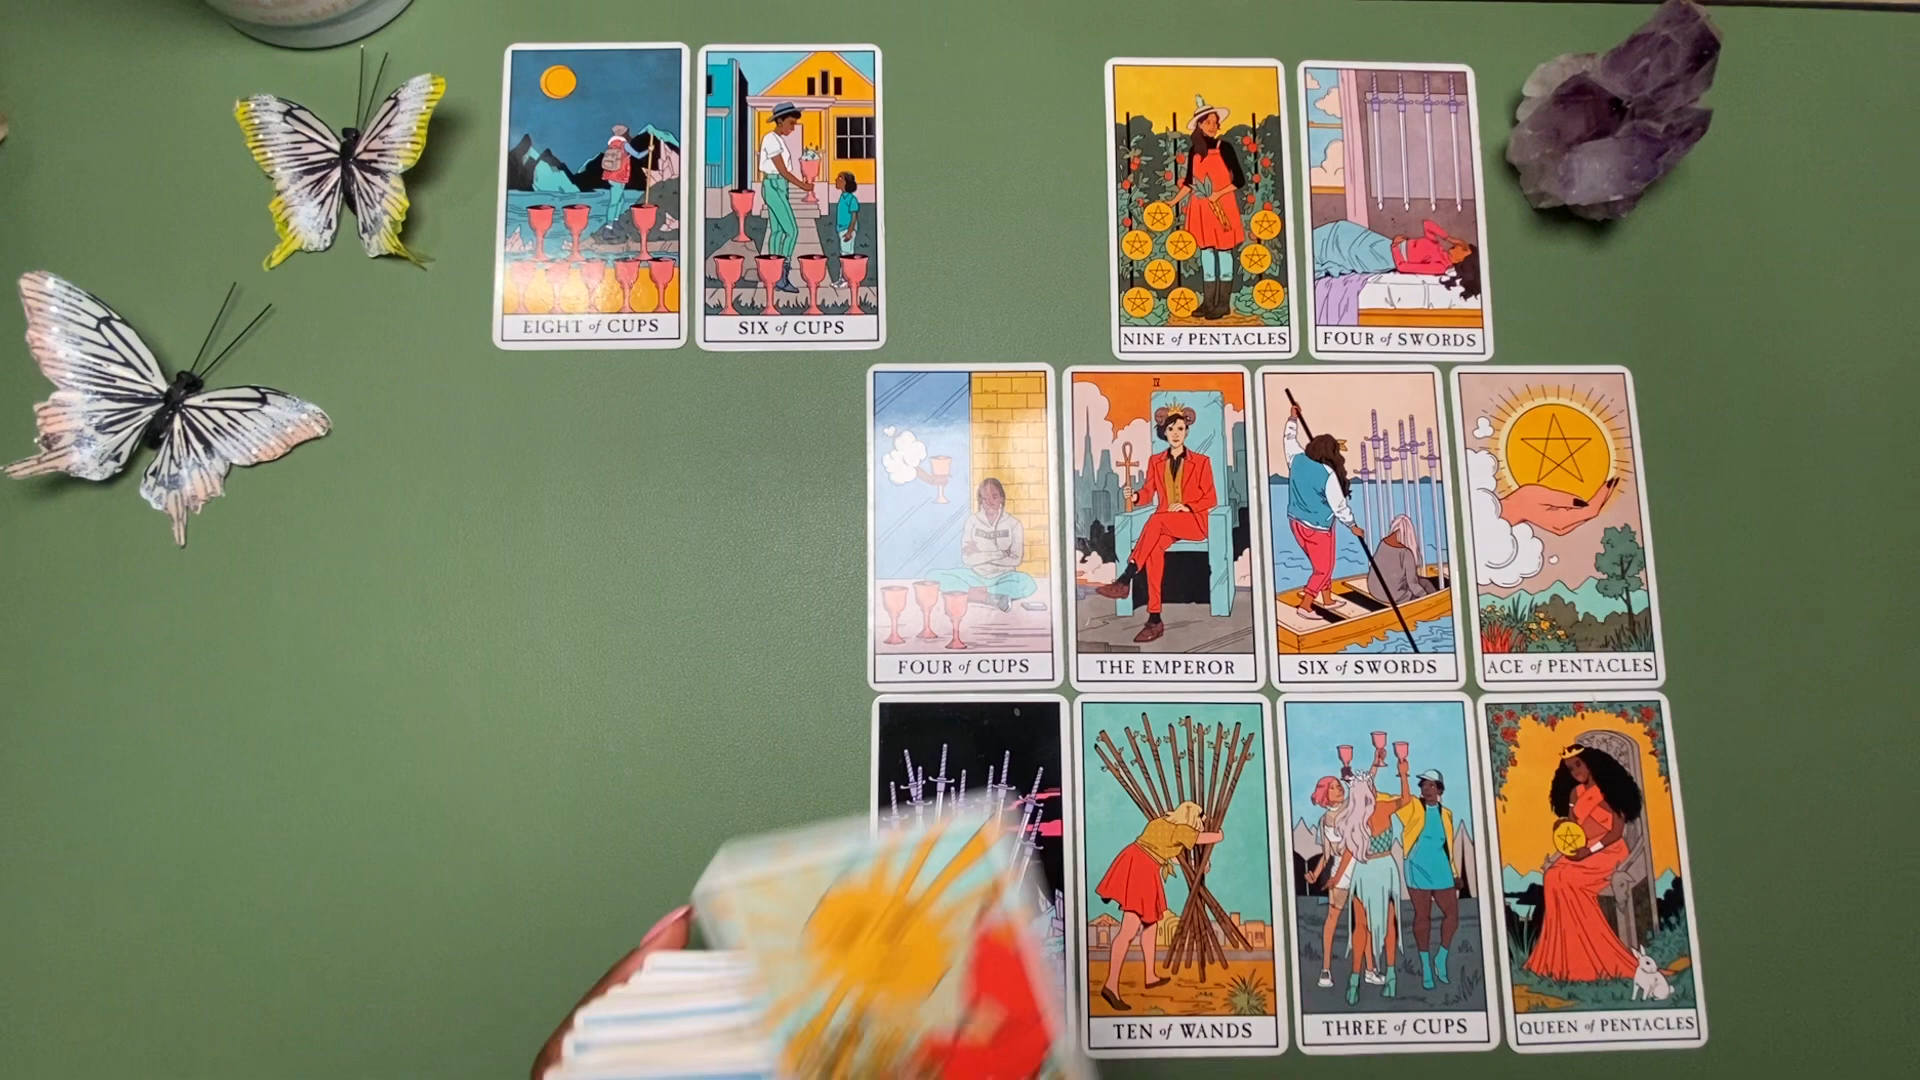 EIGHT of CUPS
SIX of CUPS
NINE of PENTACLES
FOUR of SWORDS
FOUR of CUPS
IV
THE EMPEROR
SIX of SWORDS
ACE of PENTACLES
TEN of WANDS
THREE of CUPS
QUEEN of PENTACLES